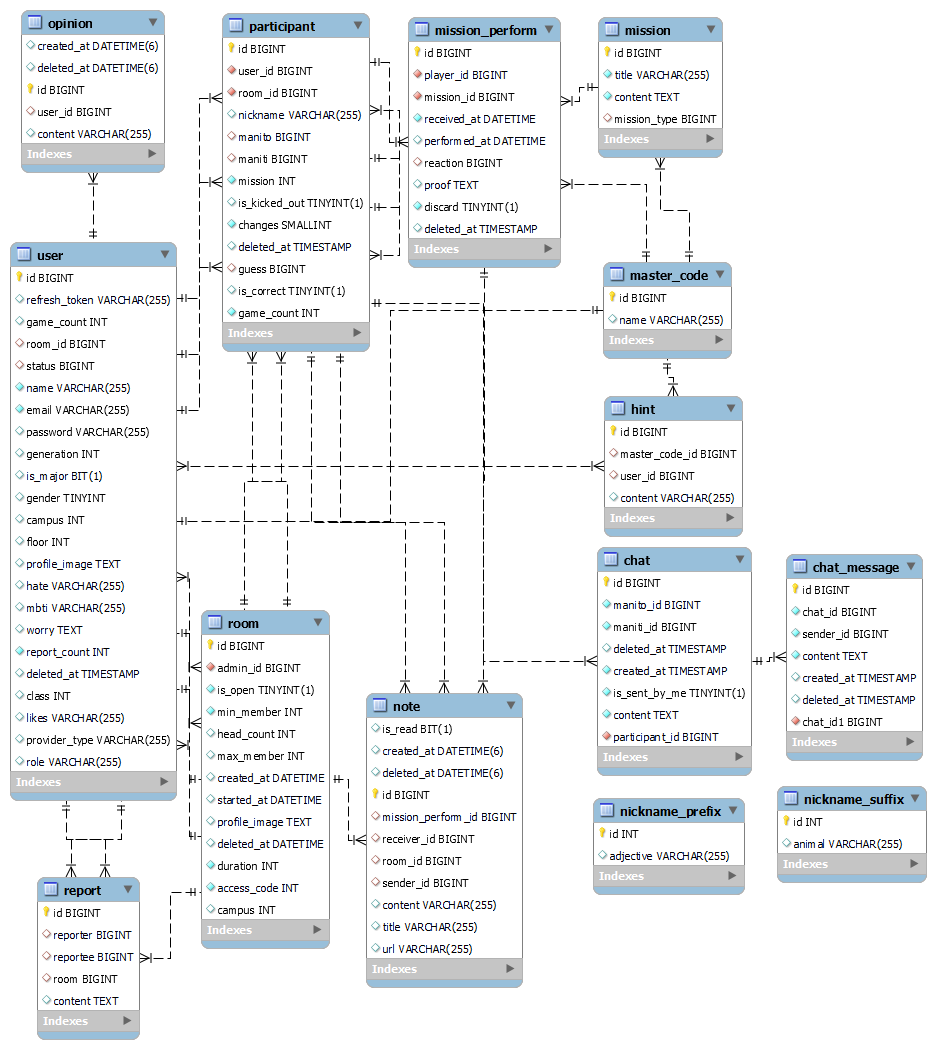 opinion
created_at DATETIME(6)
deleted_at DATETIME(6)
id BIGINT
user_id BIGINT
content VARCHAR(255)
Indexes
participant
id BIGINT
user_id BIGINT
room_id BIGINT
nickname VARCHAR(255)
manito BIGINT
maniti BIGINT
mission INT
is_kicked_out TINYINT(1)
changes SMALLINT
deleted_at TIMESTAMP
guess BIGINT
is_correct TINYINT(1)
game_count INT
Indexes
mission_perform
id BIGINT
player_id BIGINT
mission_id BIGINT
received_at DATETIME
performed_at DATETIME
reaction BIGINT
proof TEXT
discard TINYINT(1)
deleted_at TIMESTAMP
Indexes
mission
id BIGINT
title VARCHAR(255)
content TEXT
mission_type BIGINT
Indexes
user
id BIGINT
refresh_token VARCHAR(255)
game_count INT
room_id BIGINT
status BIGINT
name VARCHAR(255)
email VARCHAR(255)
password VARCHAR(255)
generation INT
is_major BIT(1)
gender TINYINT
campus INT
floor INT
profile_image TEXT
hate VARCHAR(255)
mbti VARCHAR(255)
worry TEXT
report_count INT
deleted_at TIMESTAMP
class INT
likes VARCHAR(255)
provider_type VARCHAR(255)
role VARCHAR(255)
Indexes
master_code
id BIGINT
name VARCHAR(255)
Indexes
hint
id BIGINT
master_code_id BIGINT
user_id BIGINT
content VARCHAR(255)
Indexes
chat
id BIGINT
manito_id BIGINT
maniti_id BIGINT
deleted_at TIMESTAMP
created_at TIMESTAMP
is_sent_by_me TINYINT(1)
content TEXT
participant_id BIGINT
Indexes
chat_message
id BIGINT
chat_id BIGINT
sender_id BIGINT
content TEXT
created_at TIMESTAMP
deleted_at TIMESTAMP
chat_id1 BIGINT
Indexes
room
id BIGINT
admin_id BIGINT
is_open TINYINT(1)
min_member INT
head_count INT
max_member INT
created_at DATETIME
started_at DATETIME
profile_image TEXT
deleted_at DATETIME
duration INT
access_code INT
campus INT
Indexes
note
is_read BIT(1)
created_at DATETIME(6)
deleted_at DATETIME(6)
id BIGINT
mission_perform_id BIGINT
receiver_id BIGINT
room_id BIGINT
sender_id BIGINT
content VARCHAR(255)
title VARCHAR(255)
url VARCHAR(255)
Indexes
nickname_prefix
id INT
adjective VARCHAR(255)
Indexes
nickname_suffix
id INT
animal VARCHAR(255)
Indexes
report
id BIGINT
reporter BIGINT
reportee BIGINT
room BIGINT
content TEXT
Indexes